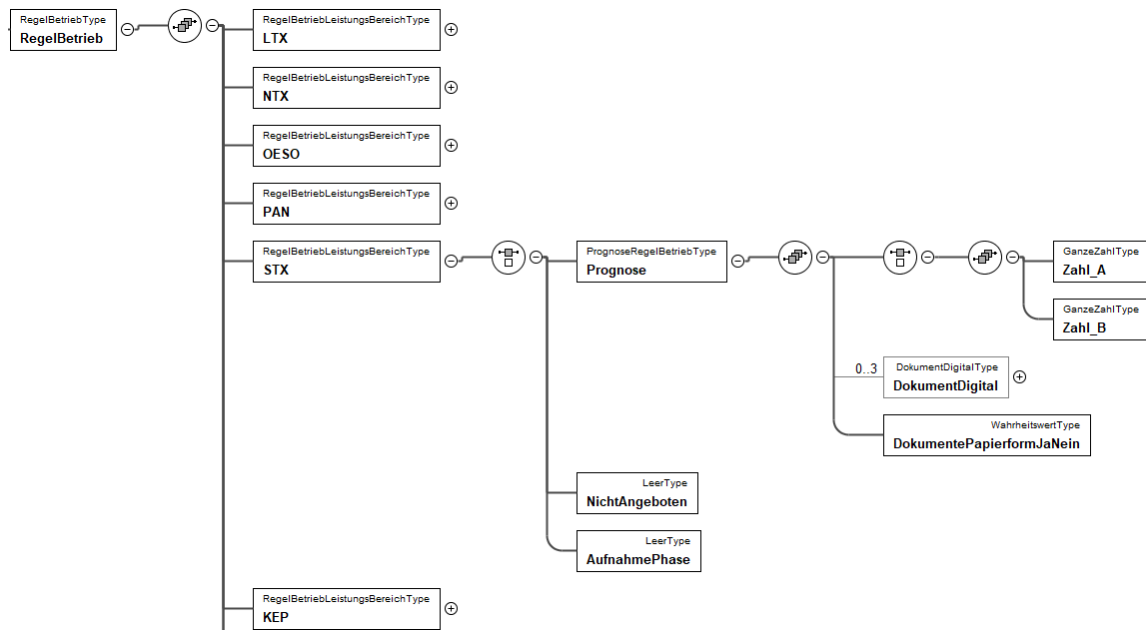 RegelBetriebType
RegelBetrieb
RegelBetriebLeistungsBereichType
LTX
RegelBetriebLeistungsBereichType
NTX
RegelBetriebLeistungsBereichType
OESO
RegelBetriebLeistungsBereichType
PAN
RegelBetriebLeistungsBereichType
STX
PrognoseRegelBetriebType
Prognose
GanzeZahlType
Zahl_A
GanzeZahlType
Zahl_B
0..3
DokumentDigitalType
DokumentDigital
WahrheitswertType
DokumentePapierformJaNein
LeerType
NichtAngeboten
LeerType
AufnahmePhase
RegelBetriebLeistungsBereichType
KEP